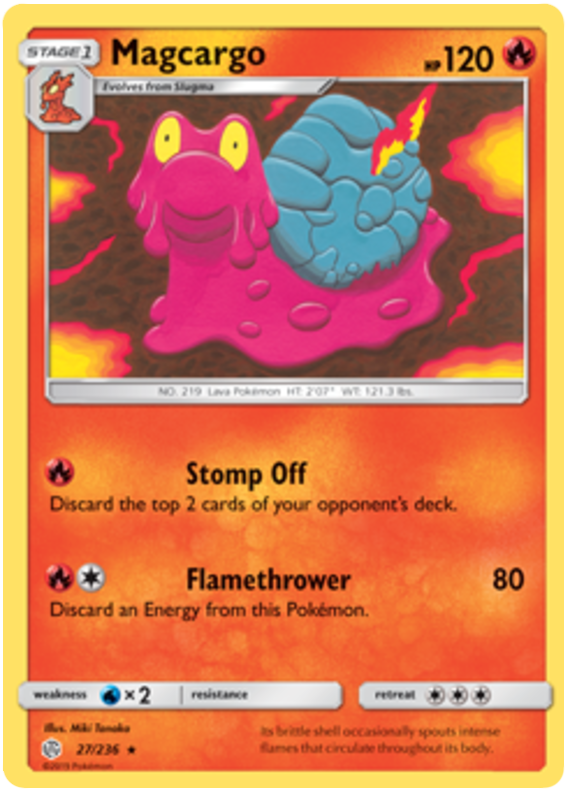 STAGE 1 Magcargo HP 120
Evolves from Slugma
NO. 219 Lava Pokémon HT: 2'07" WT: 121.3 lbs.
Stomp Off
Discard the top 2 cards of your opponent's deck.
Flamethrower 80
Discard an Energy from this Pokémon.
weakness ×2 resistance retreat
Illus. Miki Tanaka
27/236 ★
©2019 Pokémon
Its brittle shell occasionally spouts intense
flames that circulate throughout its body.